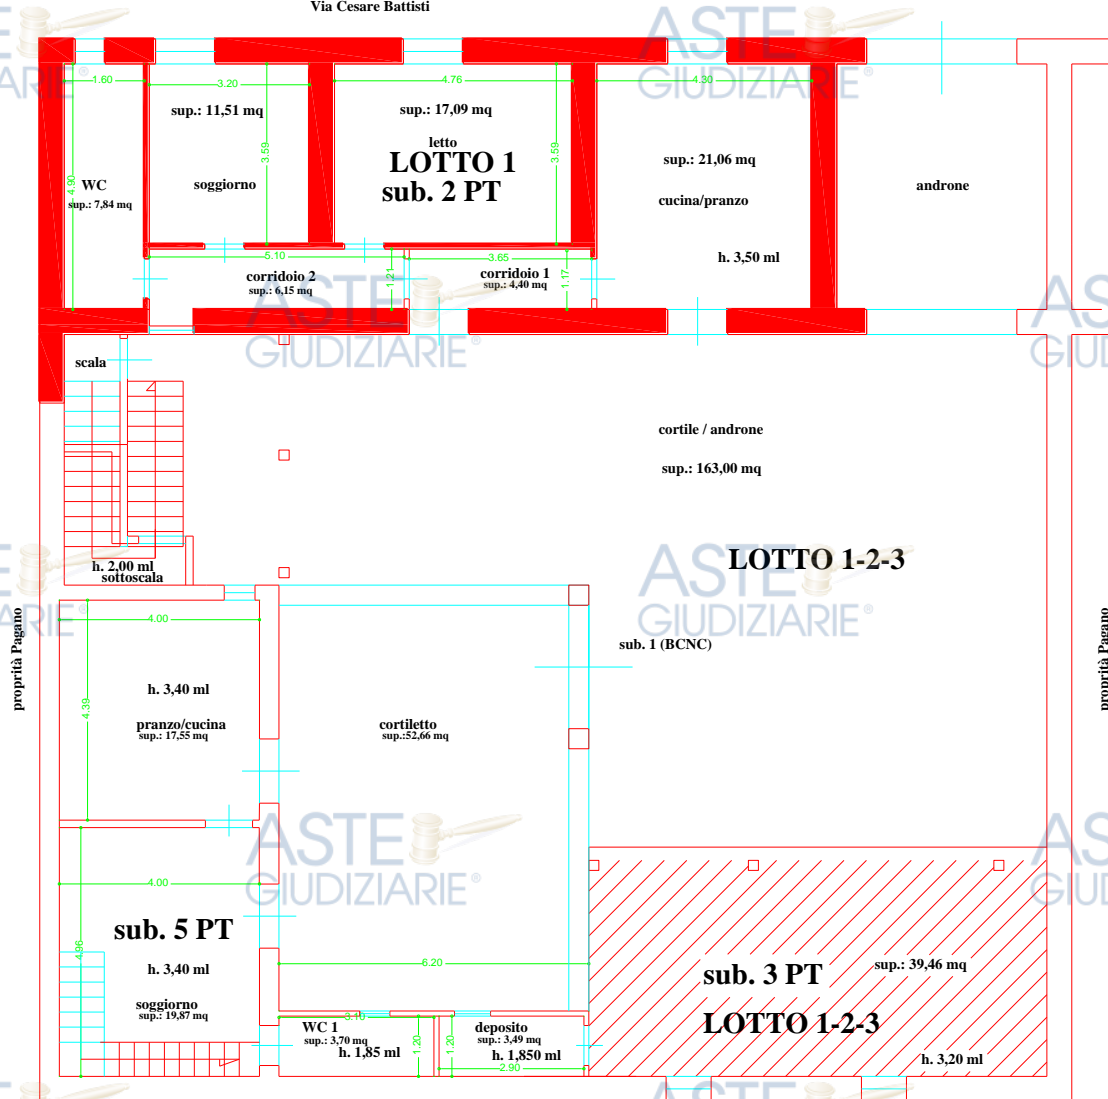 Via Cesare Battisti
ASTE
GIUDIZIARIE®
1.60
3.20
4.76
4.30
sup.: 11,51 mq
sup.: 17,09 mq
letto
LOTTO 1
sub. 2 PT
3.59
3.59
sup.: 21,06 mq
WC
sup.: 7,84 mq
4.90
soggiorno
cucina/pranzo
androne
h. 3,50 ml
5.10
3.65
corridoio 2
sup.: 6,15 mq
1.21
corridoio 1
sup.: 4,40 mq
1.17
ASTE
GIUDIZIARIE®
scala
cortile / androne
sup.: 163,00 mq
LOTTO 1-2-3
h. 2,00 ml
sottoscala
ASTE
GIUDIZIARIE®
proprità Pagano
proprità Pagano
4.00
sub. 1 (BCNC)
h. 3,40 ml
4.39
pranzo/cucina
sup.: 17,55 mq
cortiletto
sup.:52,66 mq
ASTE
GIUDIZIARIE®
4.00
sub. 5 PT
4.96
h. 3,40 ml
6.20
sub. 3 PT
sup.: 39,46 mq
soggiorno
sup.: 19,87 mq
LOTTO 1-2-3
3.10
WC 1
sup.: 3,70 mq
h. 1,85 ml
1.20
1.20
deposito
sup.: 3,49 mq
h. 1,850 ml
2.90
h. 3,20 ml